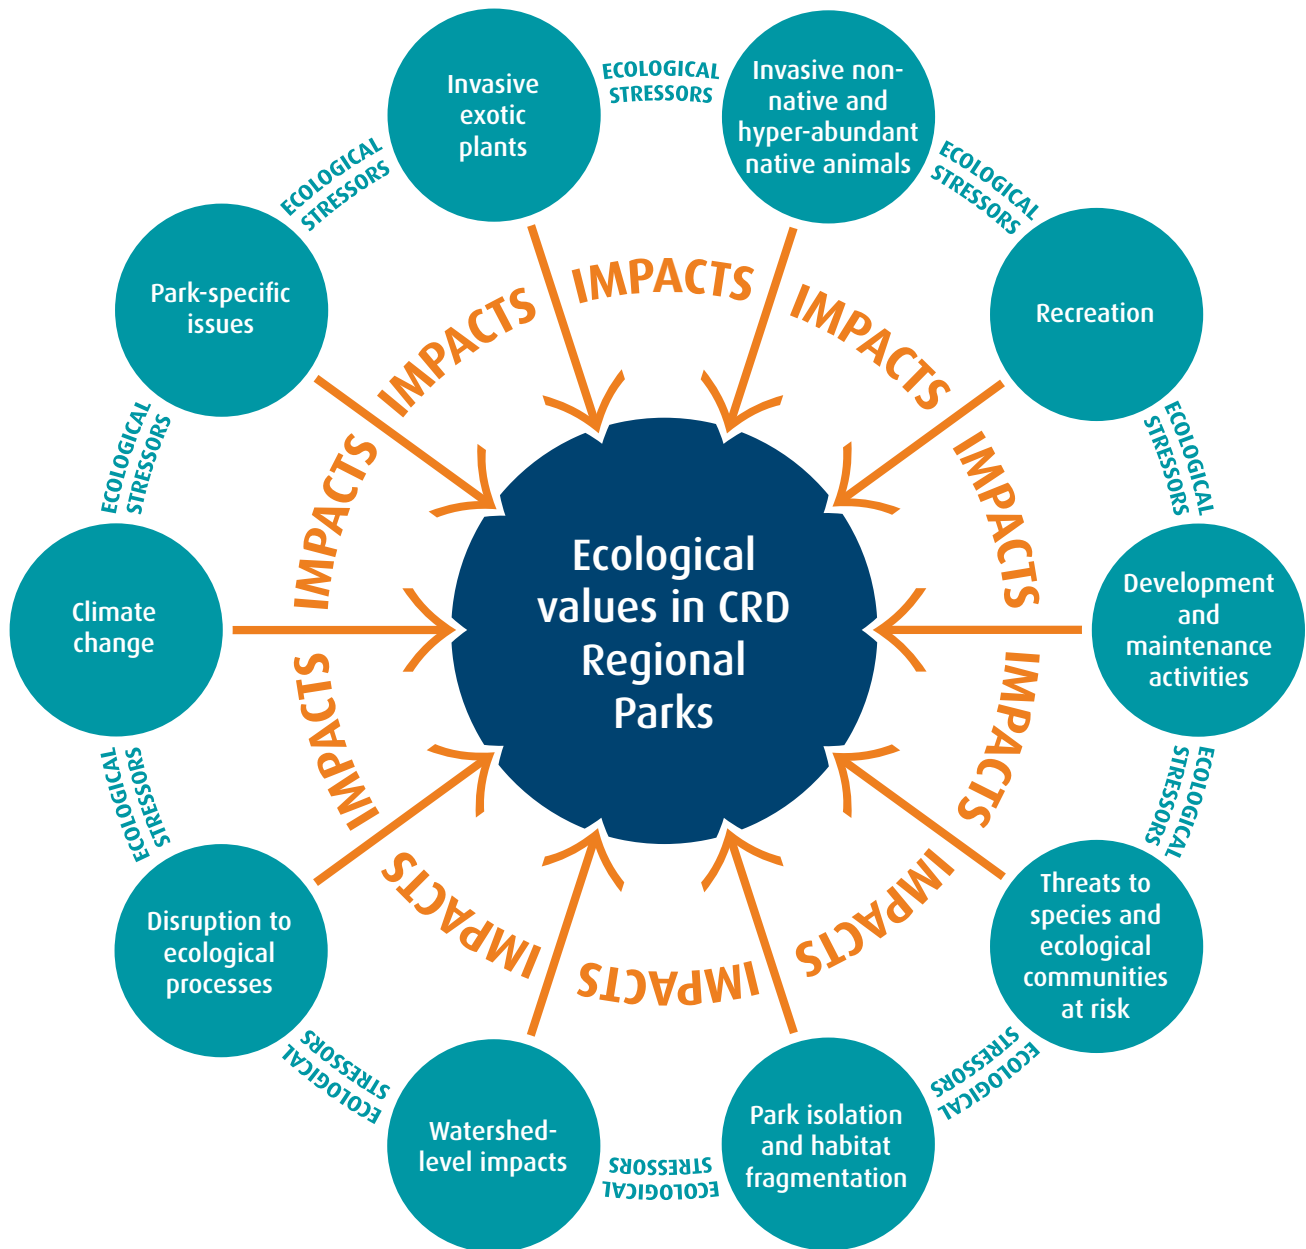 Invasive
exotic
plants
ECOLOGICAL
STRESSORS
Invasive non-
native and
hyper-abundant
native animals
ECOLOGICAL
STRESSORS
Recreation
ECOLOGICAL
STRESSORS
Development
and
maintenance
activities
ECOLOGICAL
STRESSORS
Threats to
species and
ecological
communities
at risk
ECOLOGICAL
STRESSORS
Park isolation
and habitat
fragmentation
ECOLOGICAL
STRESSORS
Watershed-
level impacts
ECOLOGICAL
STRESSORS
Disruption to
ecological
processes
ECOLOGICAL
STRESSORS
Climate
change
ECOLOGICAL
STRESSORS
Park-specific
issues
ECOLOGICAL
STRESSORS
IMPACTS
IMPACTS
IMPACTS
IMPACTS
IMPACTS
IMPACTS
IMPACTS
IMPACTS
IMPACTS
IMPACTS
Ecological
values in CRD
Regional
Parks